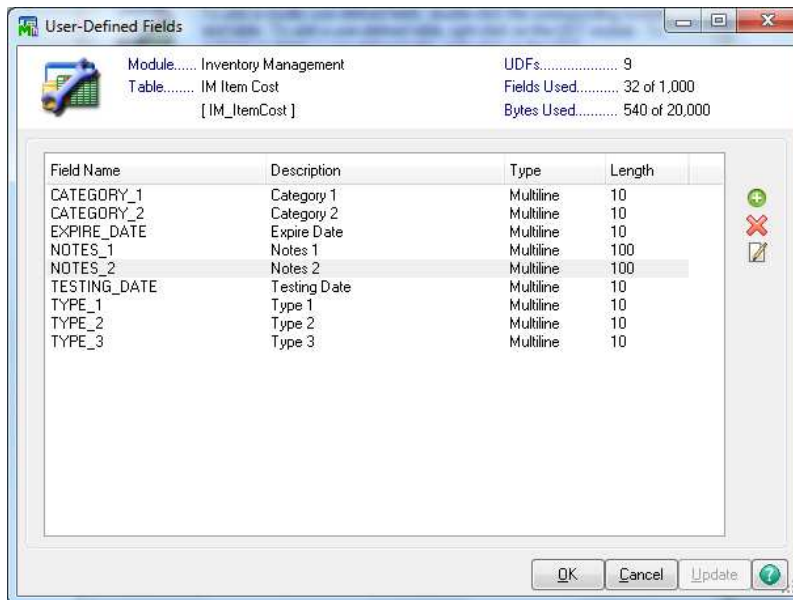 User-Defined Fields
Module...... Inventory Management
UDFs................... 9
Table........ IM Item Cost
Fields Used.......... 32 of 1,000
[ IM_ItemCost ]
Bytes Used........... 540 of 20,000
Field Name Description Type Length
CATEGORY_1 Category 1 Multiline 10
CATEGORY_2 Category 2 Multiline 10
EXPIRE_DATE Expire Date Multiline 10
NOTES_1 Notes 1 Multiline 100
NOTES_2 Notes 2 Multiline 100
TESTING_DATE Testing Date Multiline 10
TYPE_1 Type 1 Multiline 10
TYPE_2 Type 2 Multiline 10
TYPE_3 Type 3 Multiline 10
OK Cancel Update ?